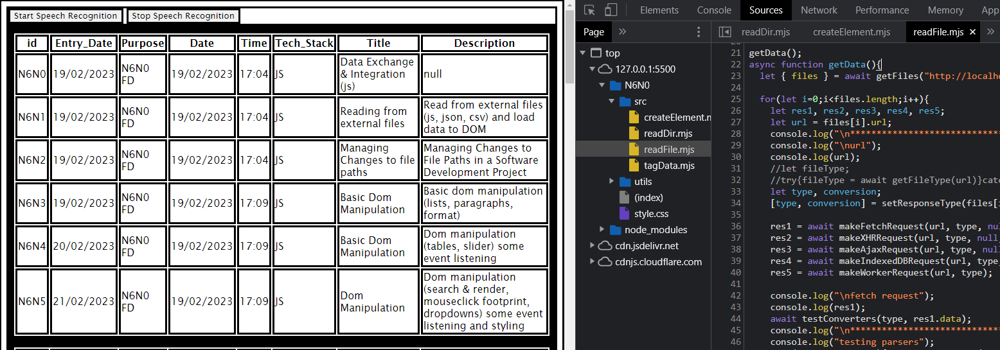 Start Speech Recognition Stop Speech Recognition
id Entry_Date Purpose Date Time Tech_Stack Title Description
N6N0 19/02/2023 N6N0 FD 19/02/2023 17:04 JS Data Exchange & Integration (js) null
N6N1 19/02/2023 N6N0 FD 19/02/2023 17:04 JS Reading from external files Read from external files (js, json, csv) and load data to DOM
N6N2 19/02/2023 N6N0 FD 19/02/2023 17:04 JS Managing Changes to file paths Managing Changes to File Paths in a Software Development Project
N6N3 19/02/2023 N6N0 FD 19/02/2023 17:09 JS Basic Dom Manipulation Basic dom manipulation (lists, paragraphs, format)
N6N4 20/02/2023 N6N0 FD 19/02/2023 17:09 JS Basic Dom Manipulation Dom manipulation (tables, slider) some event listening
N6N5 21/02/2023 N6N0 FD 19/02/2023 17:09 JS Dom Manipulation Dom manipulation (search & render, mouseclick footprint, dropdowns) some event listening and styling
Elements Console Sources Network Performance Memory App
Page » readDir.mjs createElement.mjs readFile.mjs × »
top
127.0.0.1:5500
N6N0
src
createElement.m
readDir.mjs
readFile.mjs
tagData.mjs
utils
(index)
style.css
node_modules
cdn.jsdelivr.net
cdnjs.cloudflare.com
21 getData();
22 async function getData(){
23 let { files } = await getFiles("http://localho
24
25 for(let i=0;i<files.length;i++){
26 let res1, res2, res3, res4, res5;
27 let url = files[i].url;
28 console.log("\n*****************************
29 console.log("\nurl");
30 console.log(url);
31 //let fileType;
32 //try{fileType = await getFileType(url)}catc
33 let type, conversion;
34 [type, conversion] = setResponseType(files[i
35
36 res1 = await makeFetchRequest(url, type, nul
37 res2 = await makeXHRRequest(url, type, null,
38 res3 = await makeAjaxRequest(url, type, null
39 res4 = await makeIndexedDBRequest(url, type,
40 res5 = await makeWorkerRequest(url, type);
41
42 console.log("\nfetch request");
43 console.log(res1);
44 await testConverters(type, res1.data);
45 console.log("\n*****************************
46 console.log("testing parsers");